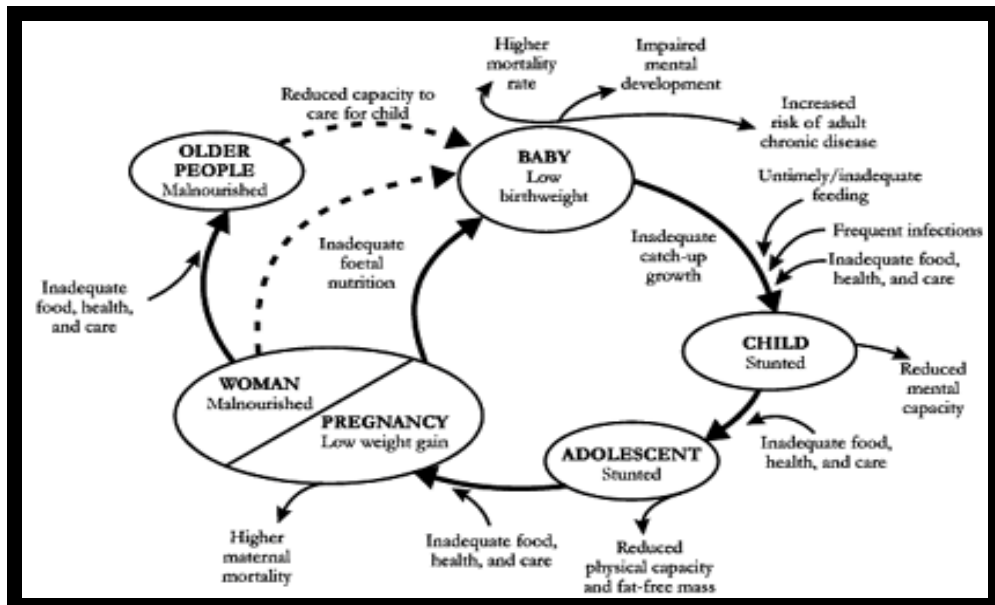 Higher
mortality
rate
Impaired
mental
development
Increased
risk of adult
chronic disease
Reduced capacity to
care for child
OLDER
PEOPLE
Malnourished
BABY
Low
birthweight
Untimely/inadequate
feeding
Frequent infections
Inadequate food,
health, and care
Inadequate
catch-up
growth
Inadequate
foetal
nutrition
Inadequate
food, health,
and care
CHILD
Stunted
Reduced
mental
capacity
WOMAN
Malnourished
PREGNANCY
Low weight gain
ADOLESCENT
Stunted
Inadequate food,
health, and care
Higher
maternal
mortality
Inadequate food,
health, and care
Reduced
physical capacity
and fat-free mass